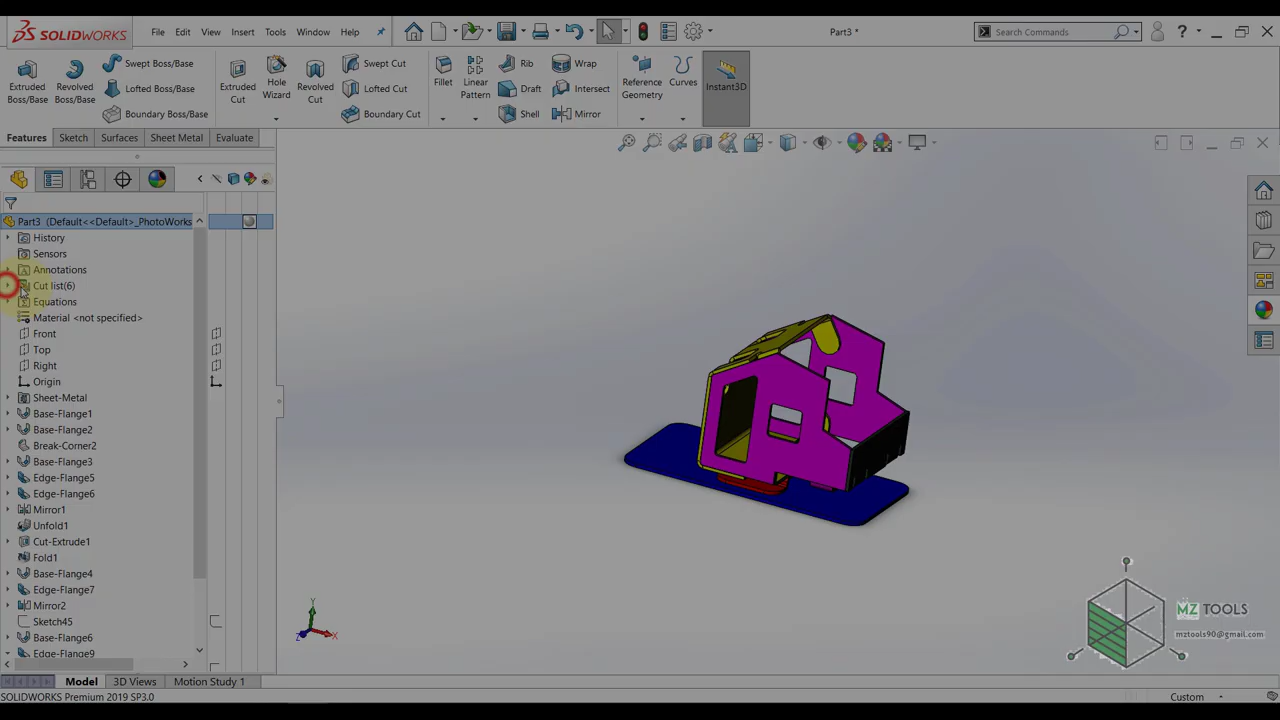 SOLIDWORKS File Edit View Insert Tools Window Help Part3 * Search Commands
Extruded Boss/Base
Revolved Boss/Base
Swept Boss/Base
Lofted Boss/Base
Boundary Boss/Base
Extruded Cut
Hole Wizard
Revolved Cut
Swept Cut
Lofted Cut
Boundary Cut
Fillet
Linear Pattern
Rib
Draft
Shell
Wrap
Intersect
Mirror
Reference Geometry
Curves
Instant3D
Features Sketch Surfaces Sheet Metal Evaluate
Part3 (Default<<Default>_PhotoWorks
History
Sensors
Annotations
Cut list(6)
Equations
Material <not specified>
Front
Top
Right
Origin
Sheet-Metal
Base-Flange1
Base-Flange2
Break-Corner2
Base-Flange3
Edge-Flange5
Edge-Flange6
Mirror1
Unfold1
Cut-Extrude1
Fold1
Base-Flange4
Edge-Flange7
Mirror2
Sketch45
Base-Flange6
Edge-Flange9
Y
Z X
MZ TOOLS
mztools90@gmail.com
Model 3D Views Motion Study 1
SOLIDWORKS Premium 2019 SP3.0 Custom